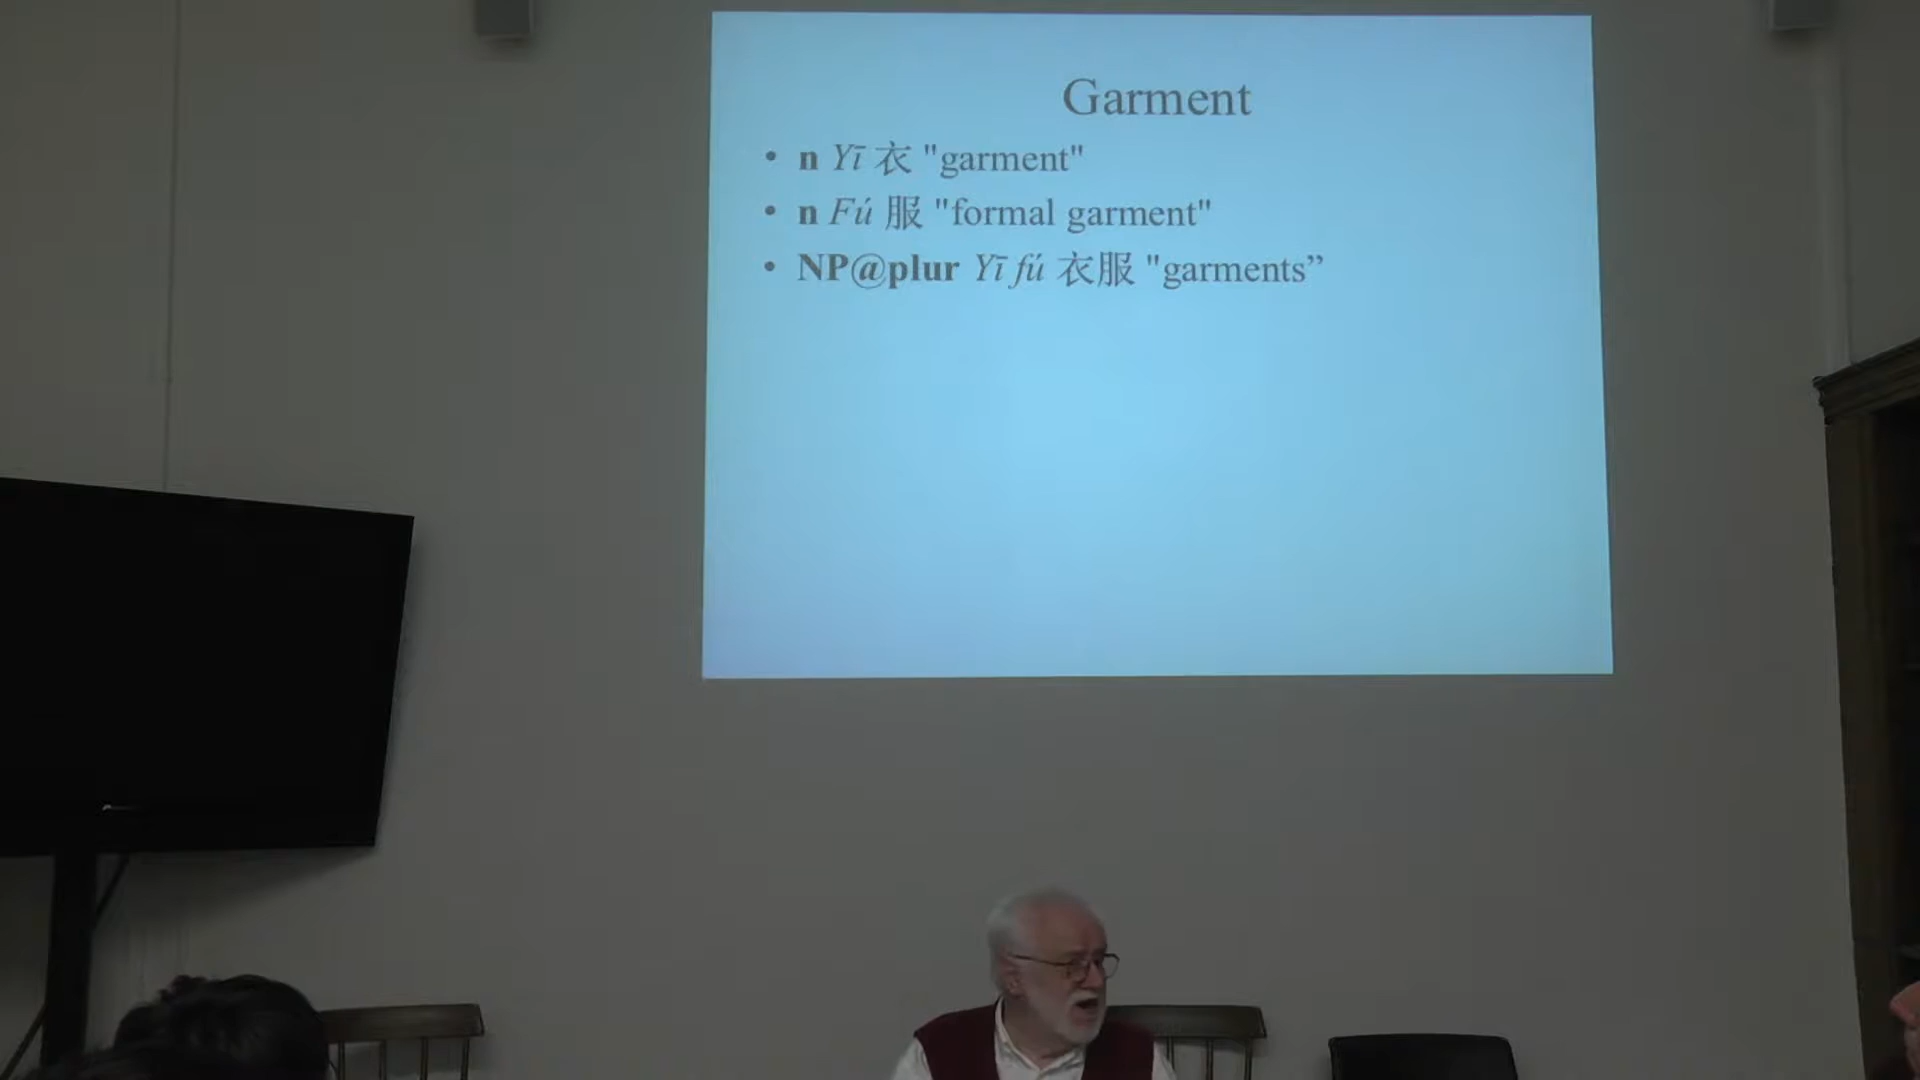 Garment
• n Yī 衣 "garment"
• n Fú 服 "formal garment"
• NP@plur Yī fú 衣服 "garments”